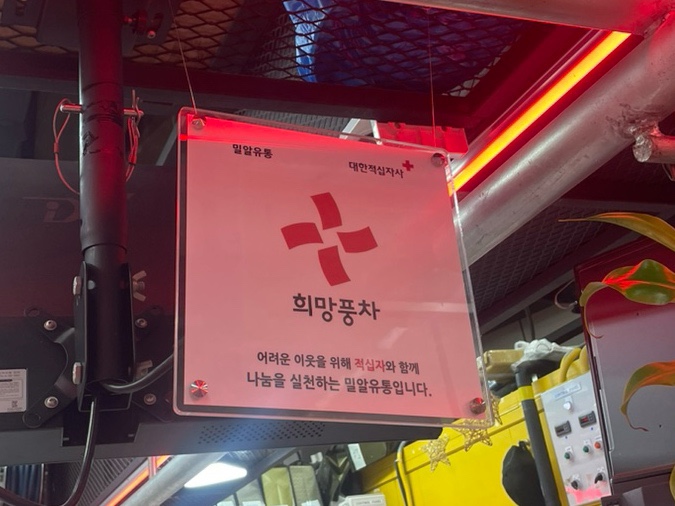 밀알유통
대한적십자사
희망풍차
어려운 이웃을 위해 적십자와 함께
나눔을 실천하는 밀알유통입니다.